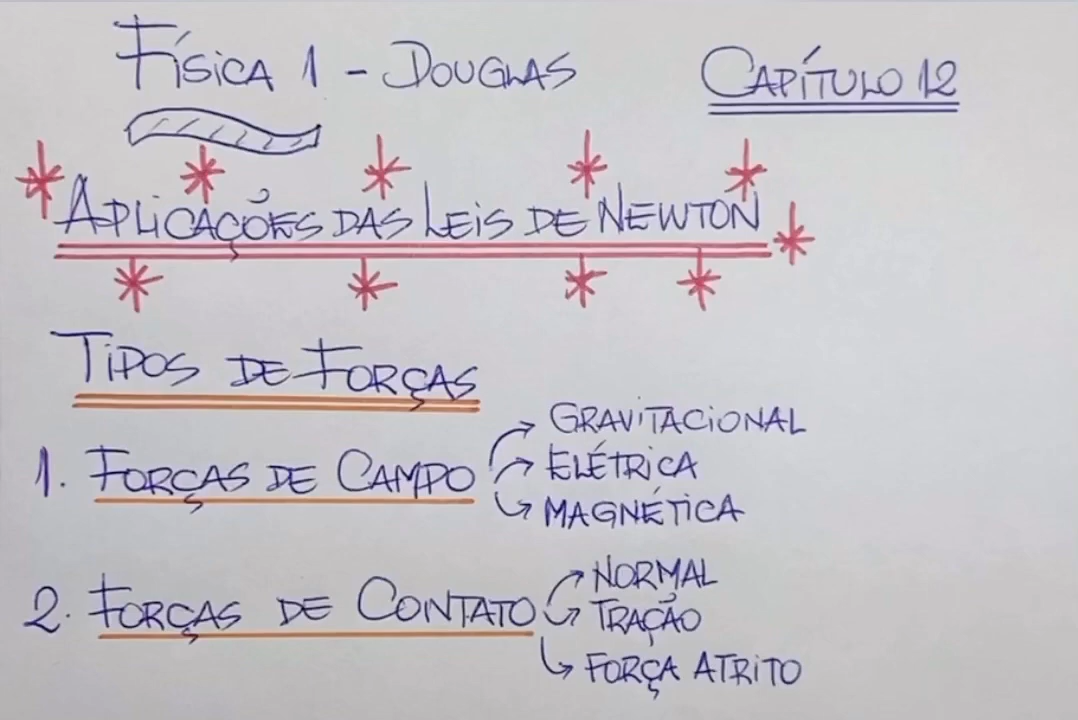 FÍSICA 1 - DOUGLAS
CAPÍTULO 12
APLICAÇÕES DAS LEIS DE NEWTON
TIPOS DE FORÇAS
1. FORÇAS DE CAMPO
GRAVITACIONAL
ELÉTRICA
MAGNÉTICA
2. FORÇAS DE CONTATO
NORMAL
TRAÇÃO
FORÇA ATRITO